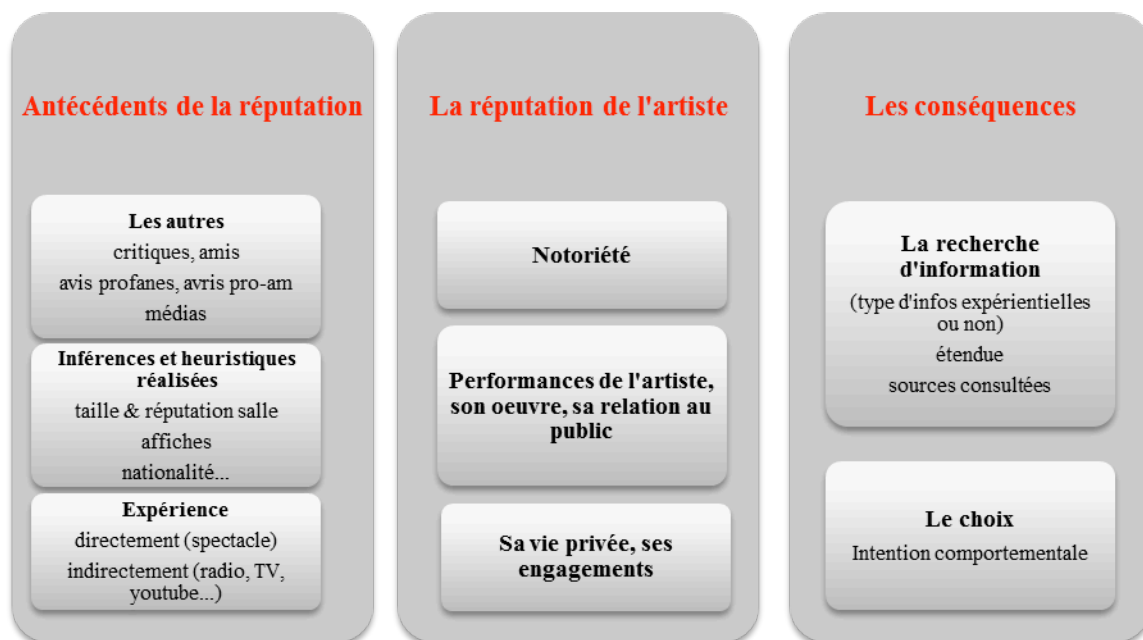 Antécédents de la réputation
Les autres
critiques, amis
avis profanes, avris pro-am
médias
Inférences et heuristiques
réalisées
taille & réputation salle
affiches
nationalité...
Expérience
directement (spectacle)
indirectement (radio, TV,
youtube...)
La réputation de l'artiste
Notoriété
Performances de l'artiste,
son oeuvre, sa relation au
public
Sa vie privée, ses
engagements
Les conséquences
La recherche
d'information
(type d'infos expérientielles
ou non)
étendue
sources consultées
Le choix
Intention comportementale